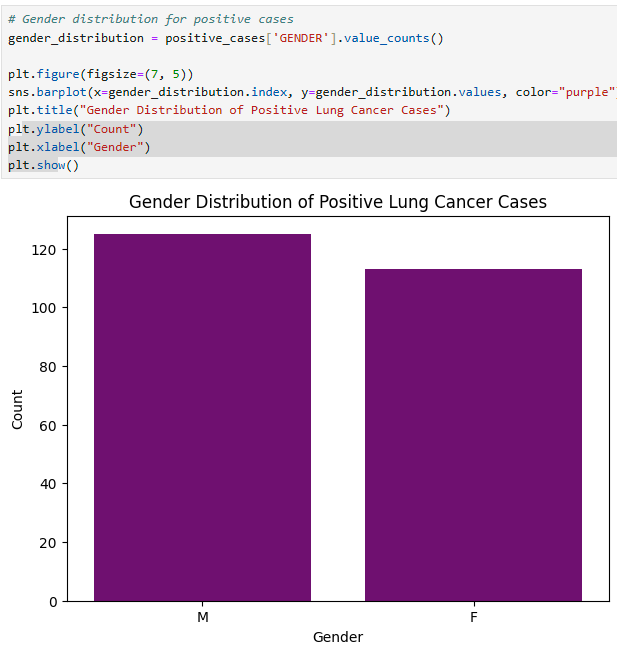 # Gender distribution for positive cases
gender_distribution = positive_cases['GENDER'].value_counts()
plt.figure(figsize=(7, 5))
sns.barplot(x=gender_distribution.index, y=gender_distribution.values, color="purple"
plt.title("Gender Distribution of Positive Lung Cancer Cases")
plt.ylabel("Count")
plt.xlabel("Gender")
plt.show()
Gender Distribution of Positive Lung Cancer Cases
120
100
80
60
40
20
0
Count
M F
Gender